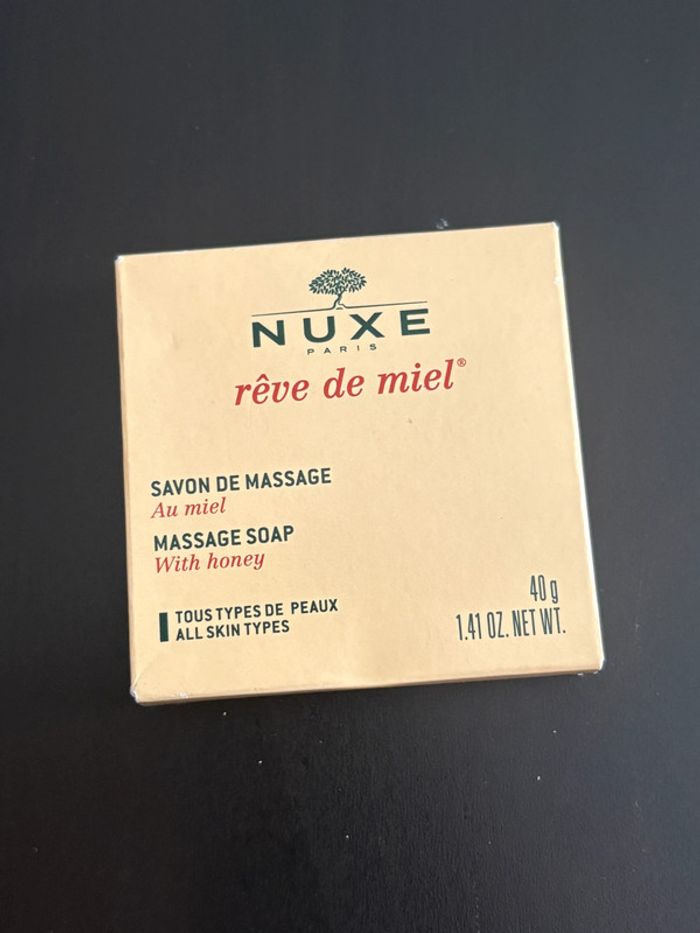 NUXE
PARIS
rêve de miel®
SAVON DE MASSAGE
Au miel
MASSAGE SOAP
With honey
TOUS TYPES DE PEAUX
ALL SKIN TYPES
40 g
1.41 OZ. NET WT.